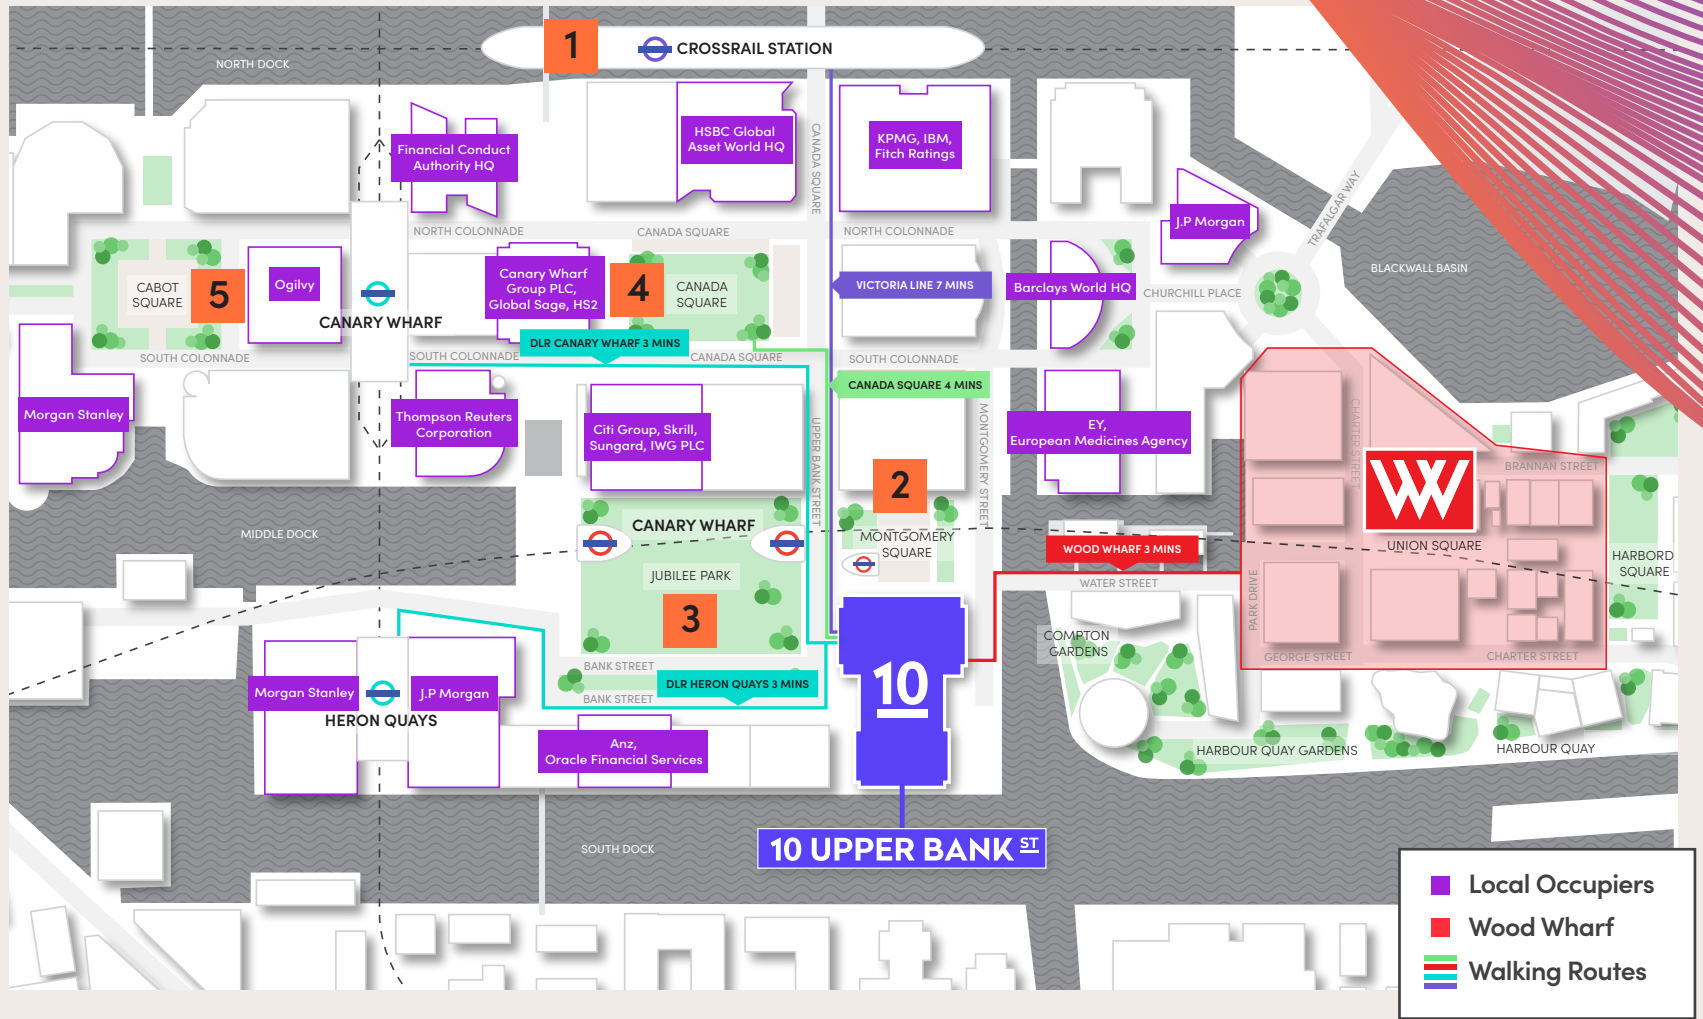 1
CROSSRAIL STATION
NORTH DOCK
Financial Conduct
Authority HQ
HSBC Global
Asset World HQ
CANADA SQUARE
KPMG, IBM,
Fitch Ratings
J.P Morgan
TRAFALGAR WAY
BLACKWALL BASIN
NORTH COLONNADE
CANADA SQUARE
NORTH COLONNADE
CABOT
SQUARE
5
Ogilvy
CANARY WHARF
Canary Wharf
Group PLC,
Global Sage, HS2
4
CANADA
SQUARE
VICTORIA LINE 7 MINS
Barclays World HQ
CHURCHILL PLACE
SOUTH COLONNADE
SOUTH COLONNADE
DLR CANARY WHARF 3 MINS
CANADA SQUARE
SOUTH COLONNADE
CANADA SQUARE 4 MINS
Morgan Stanley
Thompson Reuters
Corporation
Citi Group, Skrill,
Sungard, IWG PLC
UPPER BANK STREET
MONTGOMERY STREET
EY,
European Medicines Agency
CHARTER STREET
BRANNAN STREET
2
W
MIDDLE DOCK
CANARY WHARF
MONTGOMERY
SQUARE
WOOD WHARF 3 MINS
UNION SQUARE
HARBORD
SQUARE
JUBILEE PARK
WATER STREET
PARK DRIVE
3
COMPTON
GARDENS
GEORGE STREET
CHARTER STREET
BANK STREET
BANK STREET
DLR HERON QUAYS 3 MINS
10
Morgan Stanley
J.P Morgan
HERON QUAYS
Anz,
Oracle Financial Services
HARBOUR QUAY GARDENS
HARBOUR QUAY
SOUTH DOCK
10 UPPER BANK ST
Local Occupiers
Wood Wharf
Walking Routes